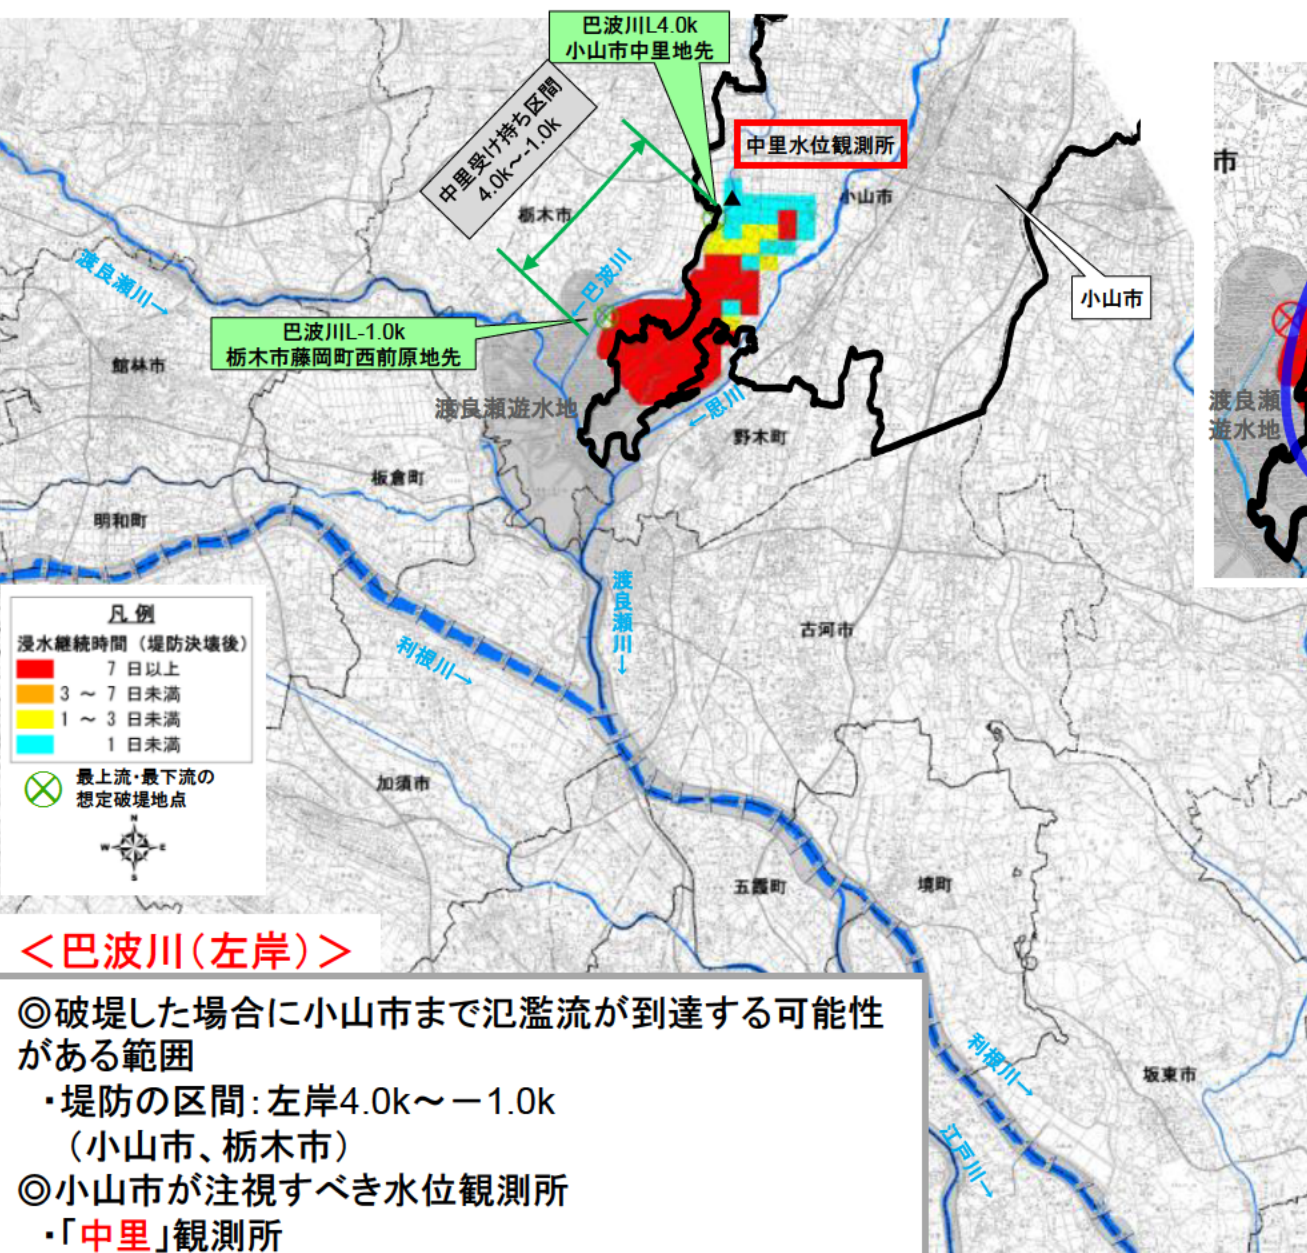 巴波川L4.0k
小山市中里地先
中里受け持ち区間
4.0k～-1.0k
中里水位観測所
市
栃木市
小山市
渡良瀬川→
←巴波川
小山市
巴波川L-1.0k
栃木市藤岡町西前原地先
館林市
渡良瀬遊水地
←思川
野木町
渡良瀬
遊水地
板倉町
明和町
渡良瀬川→
古河市
利根川→
凡 例
浸水継続時間（堤防決壊後）
7 日以上
3 ～ 7 日未満
1 ～ 3 日未満
1 日未満
最上流・最下流の
想定破堤地点
N
W E
S
加須市
五霞町
境町
利根川→
坂東市
江戸川→
＜巴波川（左岸）＞
◎破堤した場合に小山市まで氾濫流が到達する可能性
がある範囲
・堤防の区間：左岸4.0k～－1.0k
（小山市、栃木市）
◎小山市が注視すべき水位観測所
・「中里」観測所